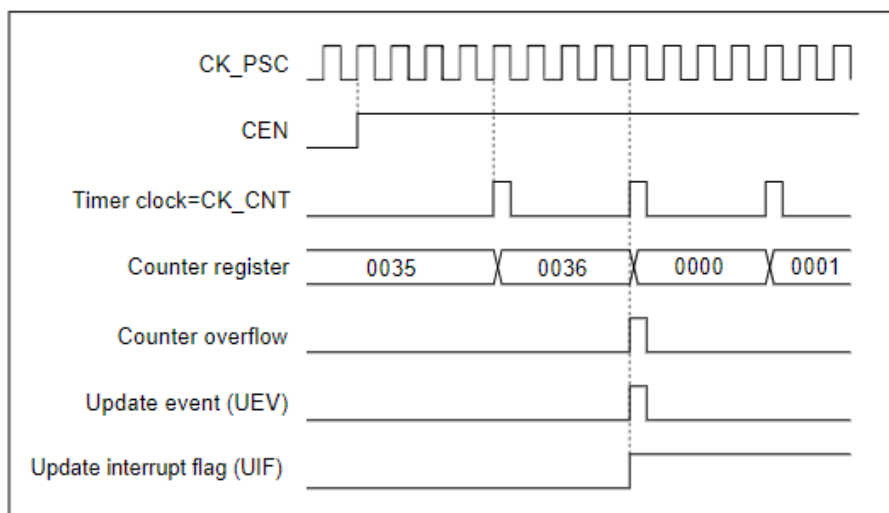 CK_PSC
CEN
Timer clock=CK_CNT
Counter register 0035 0036 0000 0001
Counter overflow
Update event (UEV)
Update interrupt flag (UIF)